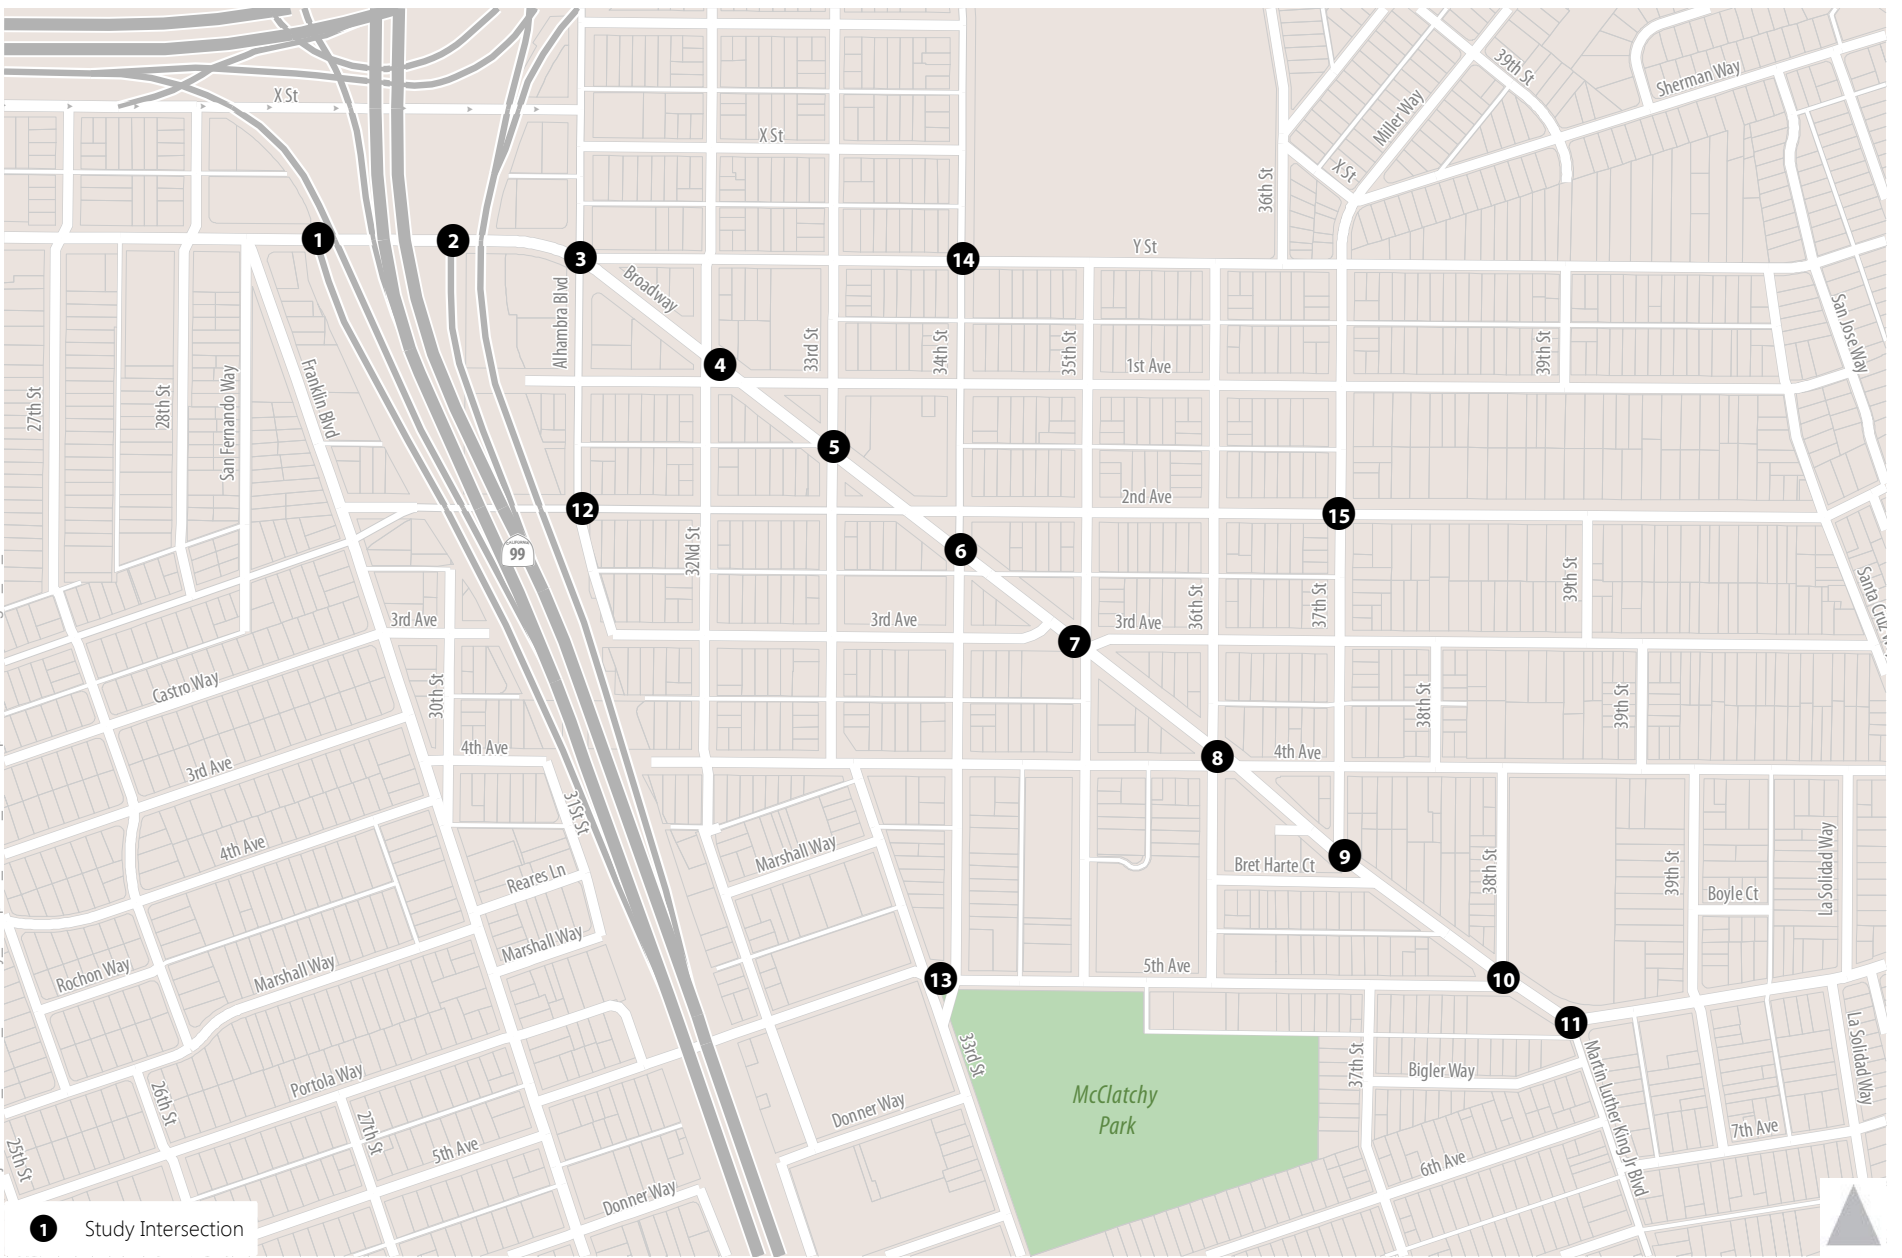 39th St
Sherman Way
X St
Miller Way
X St
X St
36th St
1
2
3
14
Y St
Broadway
Alhambra Blvd
San Jose Way
33rd St
34th St
35th St
39th St
4
1st Ave
Franklin Blvd
27th St
28th St
San Fernando Way
5
2nd Ave
12
15
CALIFORNIA
99
32Nd St
6
39th St
36th St
37th St
3rd Ave
3rd Ave
3rd Ave
7
Castro Way
30th St
38th St
39th St
4th Ave
8
4th Ave
3rd Ave
31St St
4th Ave
Marshall Way
9
Bret Harte Ct
38th St
39th St
La Solidad Way
Boyle Ct
Reares Ln
Marshall Way
Rochon Way
Marshall Way
5th Ave
13
10
11
33rd St
La Solidad Way
37th St
Bigler Way
Martin Luther King Jr Blvd
Portola Way
26th St
27th St
McClatchy
Park
Donner Way
7th Ave
25th St
5th Ave
6th Ave
Donner Way
1 Study Intersection